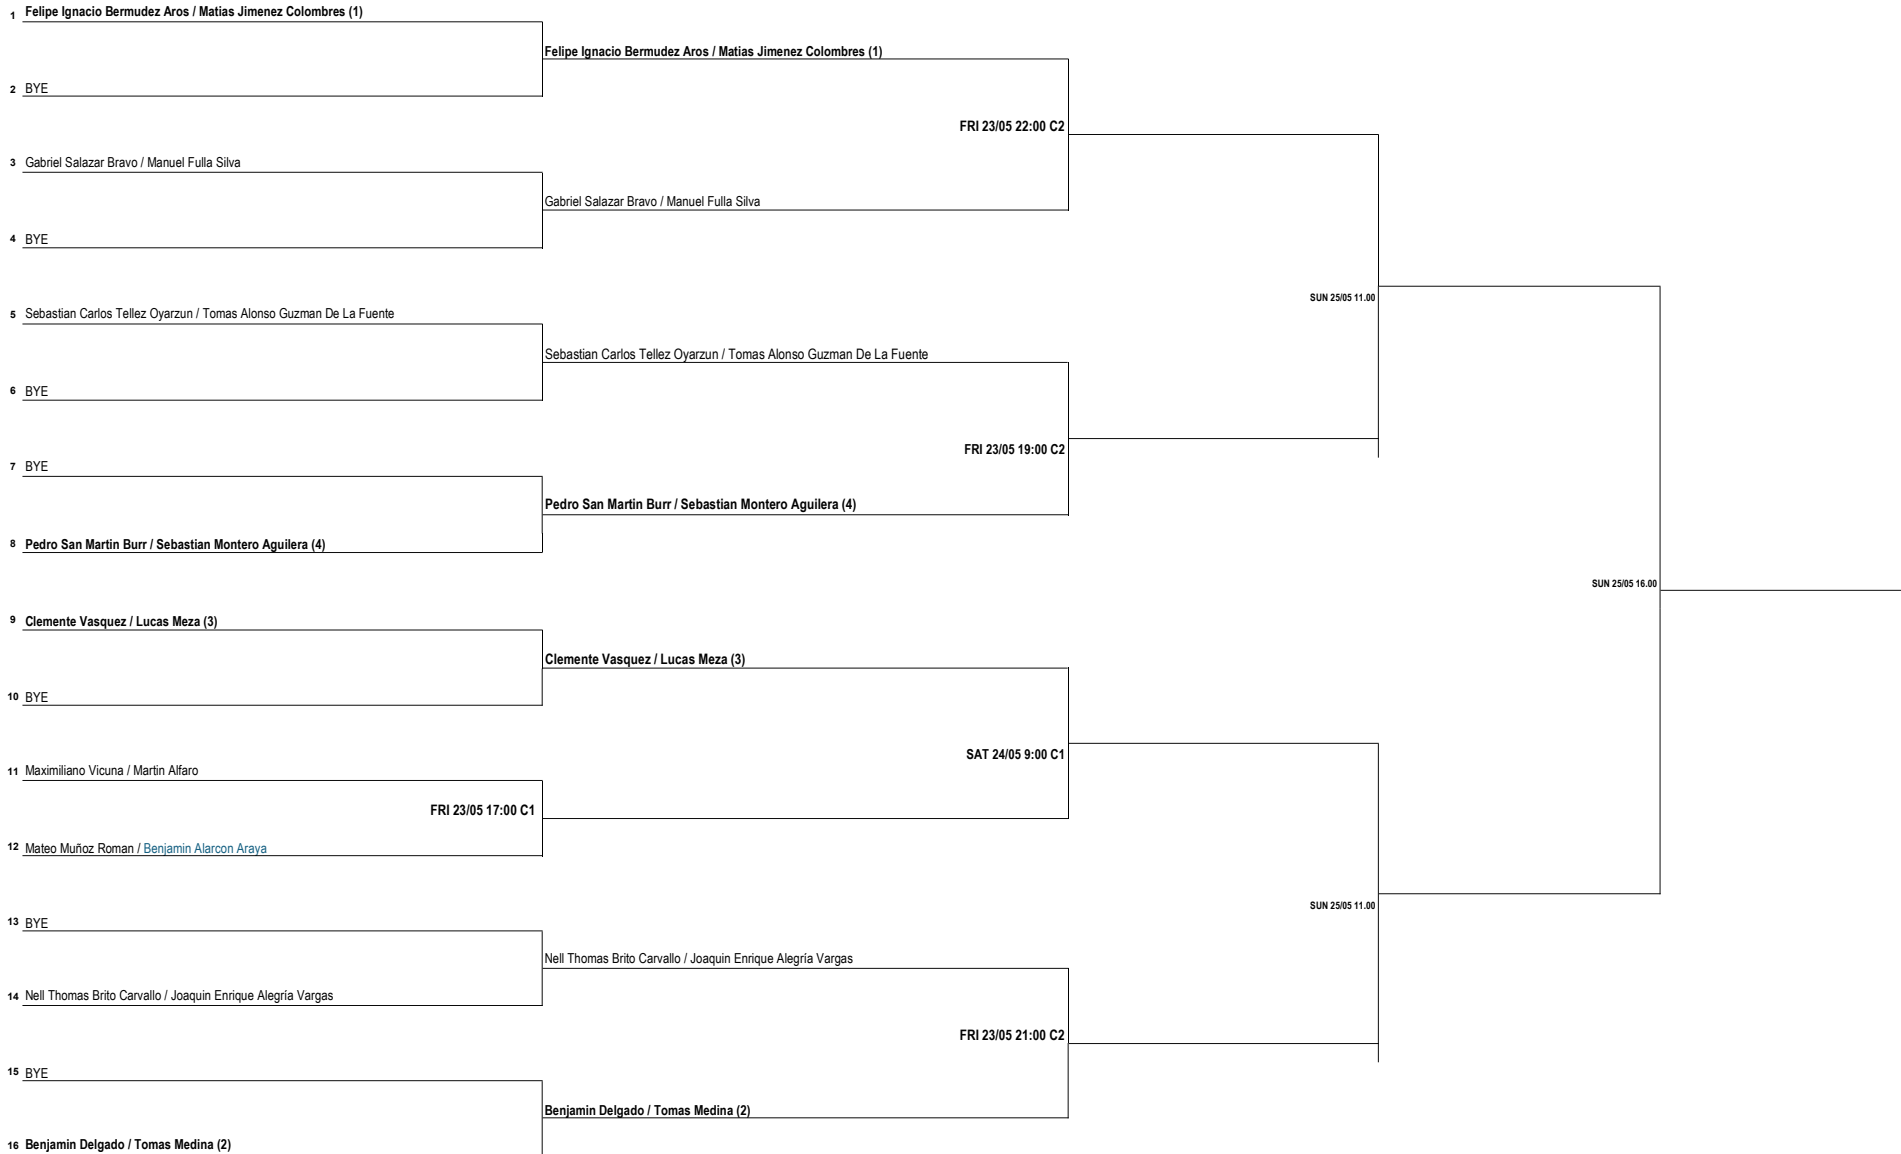 1 Felipe Ignacio Bermudez Aros / Matias Jimenez Colombres (1)
Felipe Ignacio Bermudez Aros / Matias Jimenez Colombres (1)
2 BYE
FRI 23/05 22:00 C2
3 Gabriel Salazar Bravo / Manuel Fulla Silva
Gabriel Salazar Bravo / Manuel Fulla Silva
4 BYE
SUN 25/05 11.00
5 Sebastian Carlos Tellez Oyarzun / Tomas Alonso Guzman De La Fuente
Sebastian Carlos Tellez Oyarzun / Tomas Alonso Guzman De La Fuente
6 BYE
FRI 23/05 19:00 C2
7 BYE
Pedro San Martin Burr / Sebastian Montero Aguilera (4)
8 Pedro San Martin Burr / Sebastian Montero Aguilera (4)
SUN 25/05 16.00
9 Clemente Vasquez / Lucas Meza (3)
Clemente Vasquez / Lucas Meza (3)
10 BYE
SAT 24/05 9:00 C1
11 Maximiliano Vicuna / Martin Alfaro
FRI 23/05 17:00 C1
12 Mateo Muñoz Roman / Benjamin Alarcon Araya
SUN 25/05 11.00
13 BYE
Nell Thomas Brito Carvallo / Joaquin Enrique Alegría Vargas
14 Nell Thomas Brito Carvallo / Joaquin Enrique Alegría Vargas
FRI 23/05 21:00 C2
15 BYE
Benjamin Delgado / Tomas Medina (2)
16 Benjamin Delgado / Tomas Medina (2)